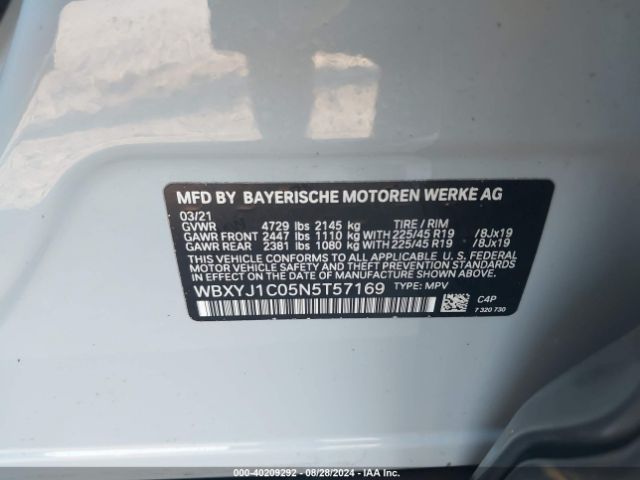 MFD BY BAYERISCHE MOTOREN WERKE AG
03/21
GVWR 4729 lbs 2145 kg TIRE / RIM
GAWR FRONT 2447 lbs 1110 kg WITH 225/45 R19 /8Jx19
GAWR REAR 2381 lbs 1080 kg WITH 225/45 R19 /8Jx19
THIS VEHICLE CONFORMS TO ALL APPLICABLE FEDERAL MOTOR
VEHICLE SAFETY, BUMPER, AND THEFT PREVENTION STANDARDS IN
EFFECT ON THE DATE OF MANUFACTURE SHOWN ABOVE.
WBXYJ1C05N5T57169 TYPE: MPV
C4P
7 320 730
000-40209292 - 08/28/2024 - IAA Inc.